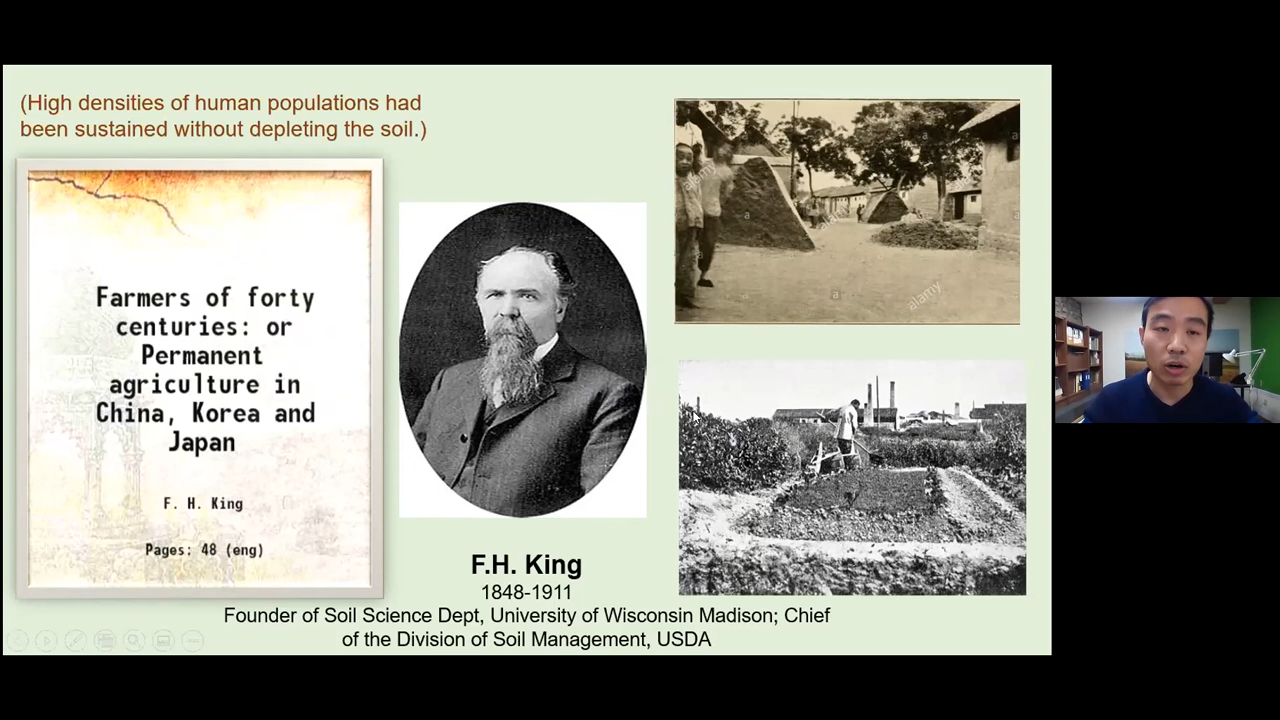 (High densities of human populations had
been sustained without depleting the soil.)
Farmers of forty
centuries: or
Permanent
agriculture in
China, Korea and
Japan
F. H. King
Pages: 48 (eng)
F.H. King
1848-1911
Founder of Soil Science Dept, University of Wisconsin Madison; Chief
of the Division of Soil Management, USDA
alamy
a
a
a
a
alamy